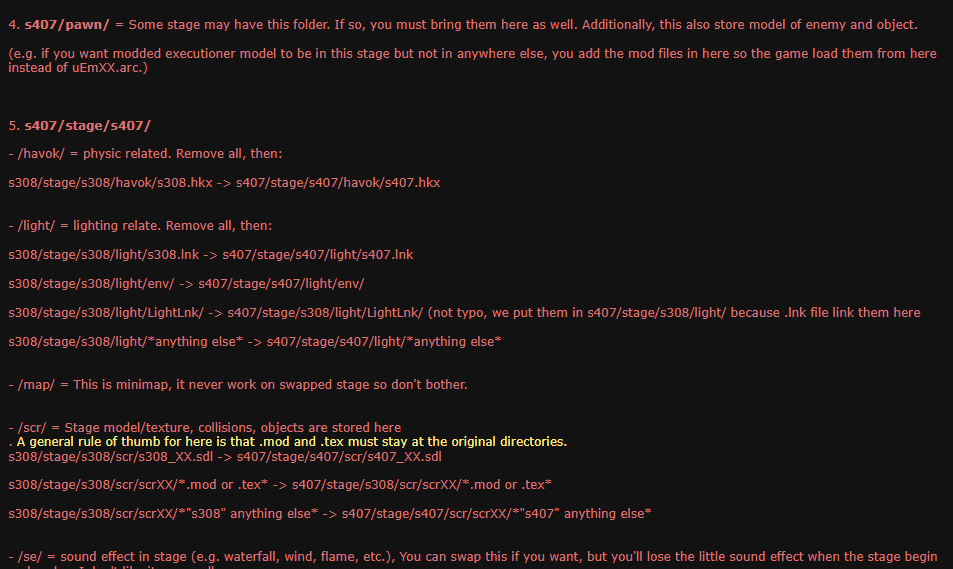 4. s407/pawn/ = Some stage may have this folder. If so, you must bring them here as well. Additionally, this also store model of enemy and object.
(e.g. if you want modded executioner model to be in this stage but not in anywhere else, you add the mod files in here so the game load them from here
instead of uEmXX.arc.)
5. s407/stage/s407/
- /havok/ = physic related. Remove all, then:
s308/stage/s308/havok/s308.hkx -> s407/stage/s407/havok/s407.hkx
- /light/ = lighting relate. Remove all, then:
s308/stage/s308/light/s308.lnk -> s407/stage/s407/light/s407.lnk
s308/stage/s308/light/env/ -> s407/stage/s407/light/env/
s308/stage/s308/light/LightLnk/ -> s407/stage/s308/light/LightLnk/ (not typo, we put them in s407/stage/s308/light/ because .lnk file link them here
s308/stage/s308/light/*anything else* -> s407/stage/s407/light/*anything else*
- /map/ = This is minimap, it never work on swapped stage so don't bother.
- /scr/ = Stage model/texture, collisions, objects are stored here
. A general rule of thumb for here is that .mod and .tex must stay at the original directories.
s308/stage/s308/scr/s308_XX.sdl -> s407/stage/s407/scr/s407_XX.sdl
s308/stage/s308/scr/scrXX/*.mod or .tex* -> s407/stage/s308/scr/scrXX/*.mod or .tex*
s308/stage/s308/scr/scrXX/*"s308" anything else* -> s407/stage/s407/scr/scrXX/*"s407" anything else*
- /se/ = sound effect in stage (e.g. waterfall, wind, flame, etc.), You can swap this if you want, but you'll lose the little sound effect when the stage begin